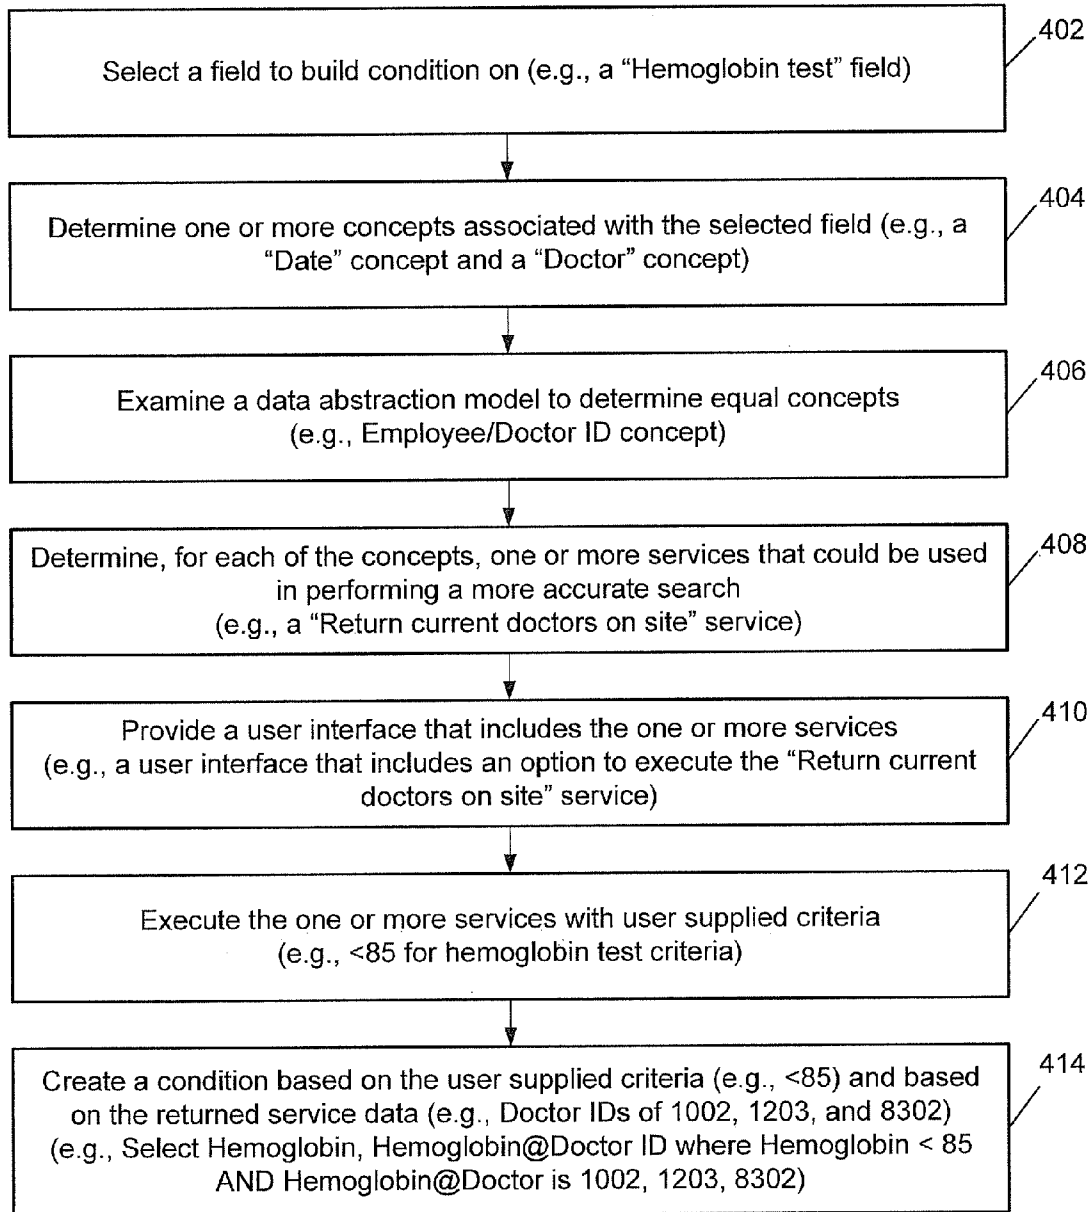 402
Select a field to build condition on (e.g., a “Hemoglobin test” field)
404
Determine one or more concepts associated with the selected field (e.g., a
“Date” concept and a “Doctor” concept)
406
Examine a data abstraction model to determine equal concepts
(e.g., Employee/Doctor ID concept)
408
Determine, for each of the concepts, one or more services that could be used
in performing a more accurate search
(e.g., a “Return current doctors on site” service)
410
Provide a user interface that includes the one or more services
(e.g., a user interface that includes an option to execute the “Return current
doctors on site” service)
412
Execute the one or more services with user supplied criteria
(e.g., <85 for hemoglobin test criteria)
414
Create a condition based on the user supplied criteria (e.g., <85) and based
on the returned service data (e.g., Doctor IDs of 1002, 1203, and 8302)
(e.g., Select Hemoglobin, Hemoglobin@Doctor ID where Hemoglobin < 85
AND Hemoglobin@Doctor is 1002, 1203, 8302)